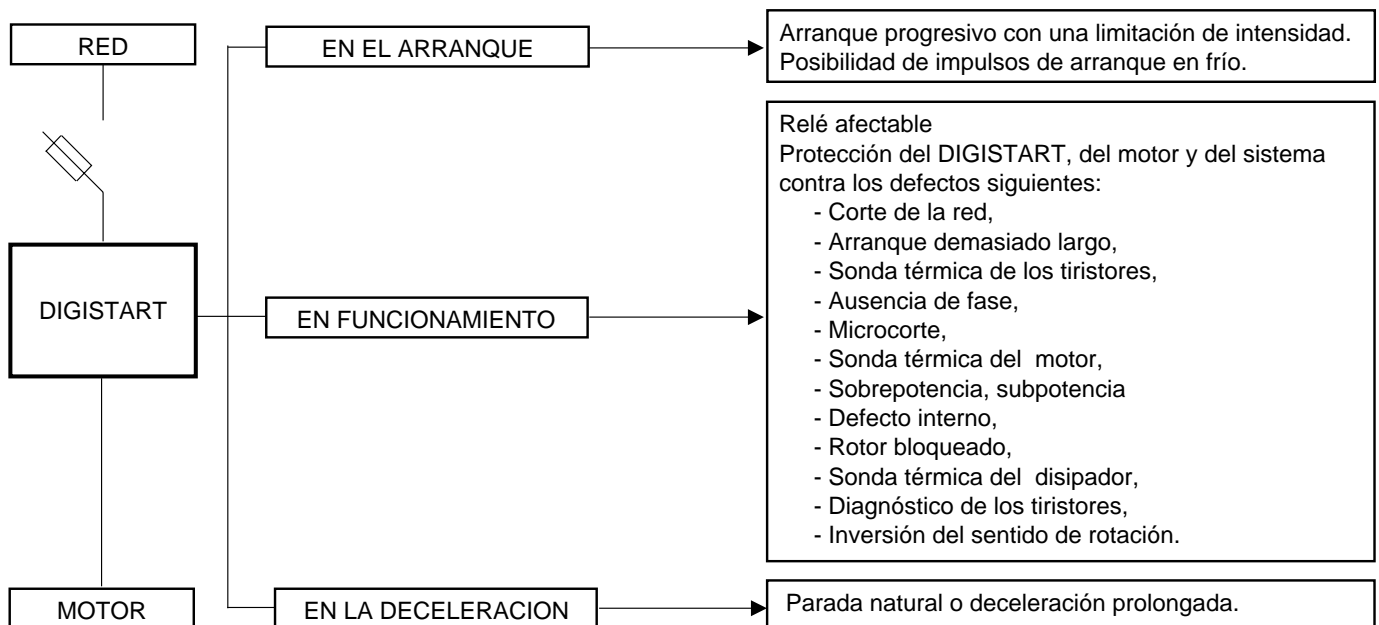 RED
EN EL ARRANQUE
Arranque progresivo con una limitación de intensidad.
Posibilidad de impulsos de arranque en frío.
DIGISTART
EN FUNCIONAMIENTO
Relé afectable
Protección del DIGISTART, del motor y del sistema
contra los defectos siguientes:
- Corte de la red,
- Arranque demasiado largo,
- Sonda térmica de los tiristores,
- Ausencia de fase,
- Microcorte,
- Sonda térmica del motor,
- Sobrepotencia, subpotencia
- Defecto interno,
- Rotor bloqueado,
- Sonda térmica del disipador,
- Diagnóstico de los tiristores,
- Inversión del sentido de rotación.
MOTOR
EN LA DECELERACION
Parada natural o deceleración prolongada.